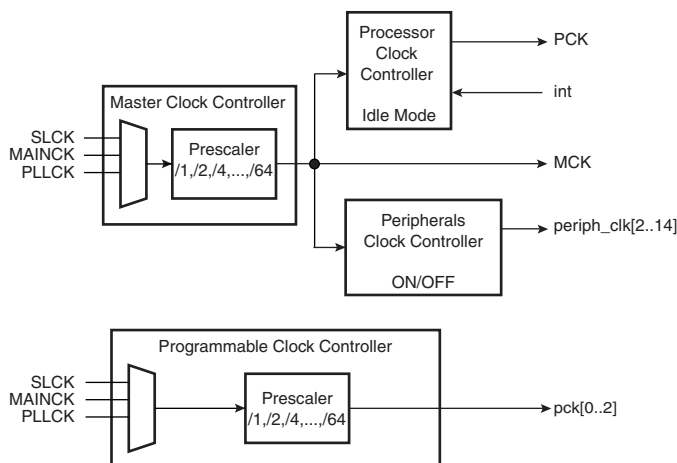 Processor
Clock
Controller
Idle Mode
PCK
int
Master Clock Controller
SLCK
MAINCK
PLLCK
Prescaler
/1,/2,/4,...,/64
MCK
Peripherals
Clock Controller
ON/OFF
periph_clk[2..14]
Programmable Clock Controller
SLCK
MAINCK
PLLCK
Prescaler
/1,/2,/4,...,/64
pck[0..2]